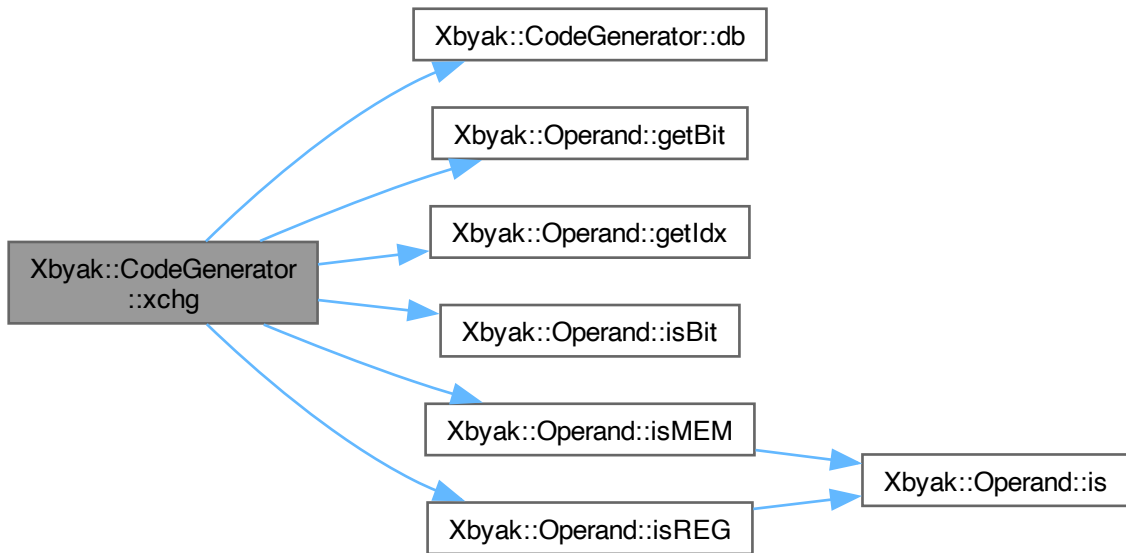 Xbyak::CodeGenerator::db
Xbyak::Operand::getBit
Xbyak::Operand::getIdx
Xbyak::CodeGenerator
::xchg
Xbyak::Operand::isBit
Xbyak::Operand::isMEM
Xbyak::Operand::is
Xbyak::Operand::isREG